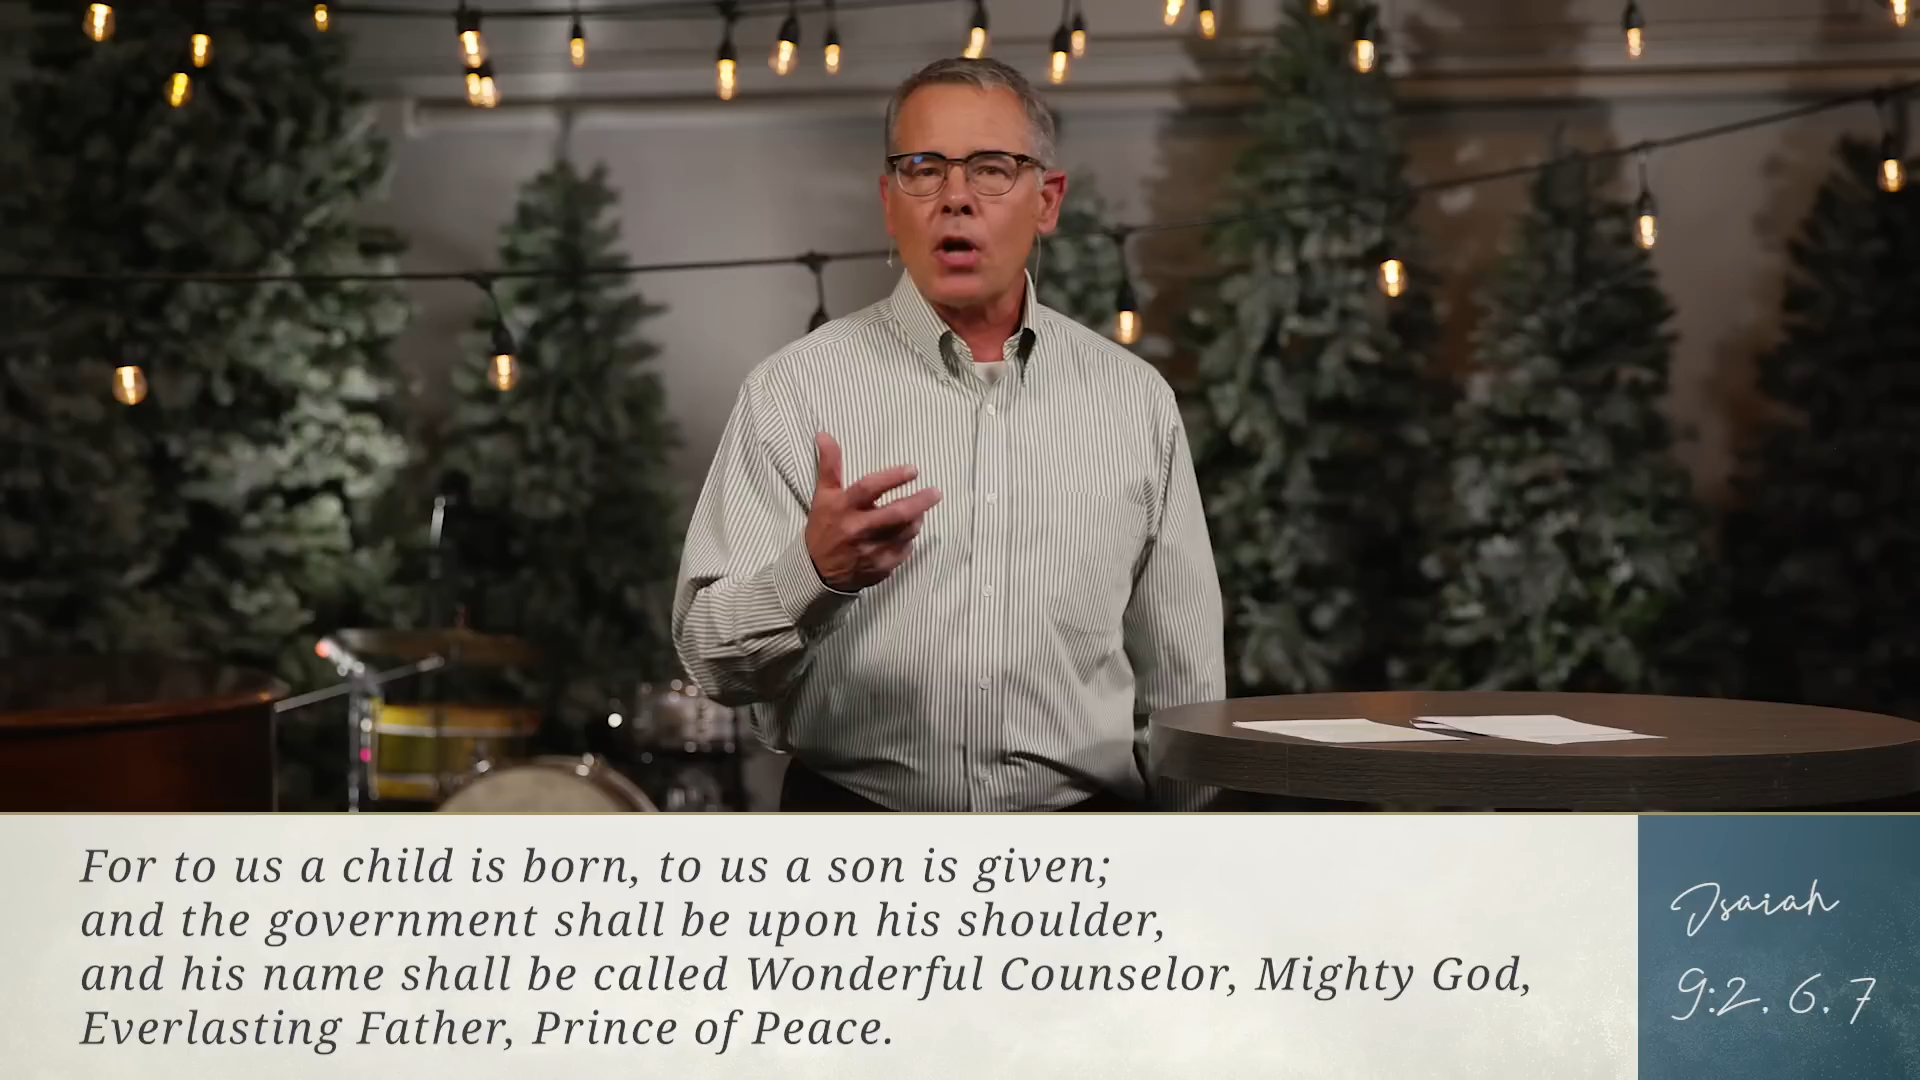 For to us a child is born, to us a son is given;
and the government shall be upon his shoulder,
and his name shall be called Wonderful Counselor, Mighty God,
Everlasting Father, Prince of Peace.
Isaiah
9:2, 6, 7